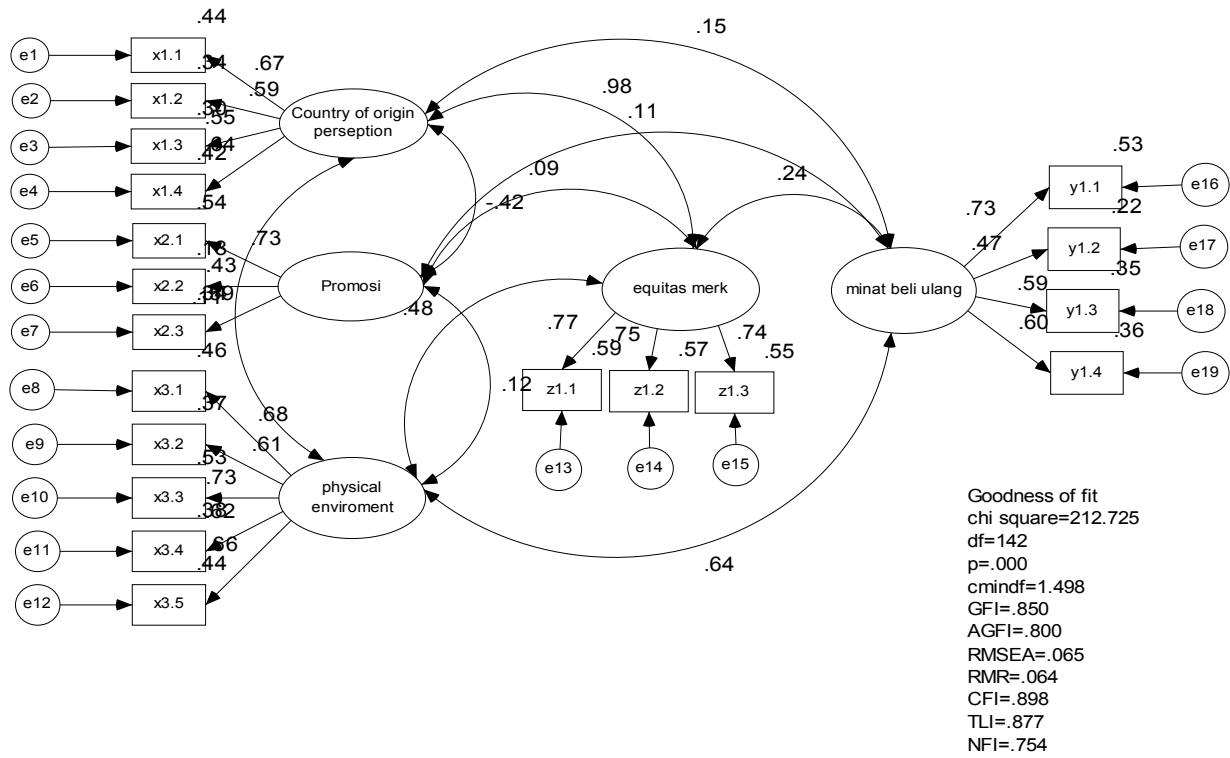 .44
.15
e1
x1.1
.34
.67
.98
e2
x1.2
.59
Country of origin
perseption
.11
.30
.55
e3
x1.3
.64
.42
.53
.09
.24
e4
x1.4
y1.1
e16
.54
-.42
.73
.22
e5
x2.1
.73
.47
y1.2
e17
.43
.35
e6
x2.2
Promosi
equitas merk
minat beli ulang
.59
y1.3
e18
.48
.60
.36
e7
x2.3
.77
.75
.74
.46
.59
.57
.55
y1.4
e19
e8
x3.1
.12
z1.1
z1.2
z1.3
.37
.68
e9
x3.2
.61
.53
e13
e14
e15
.73
e10
x3.3
physical
enviroment
.38
.62
e11
x3.4
.66
.44
.64
e12
x3.5
Goodness of fit
chi square=212.725
df=142
p=.000
cmindf=1.498
GFI=.850
AGFI=.800
RMSEA=.065
RMR=.064
CFI=.898
TLI=.877
NFI=.754